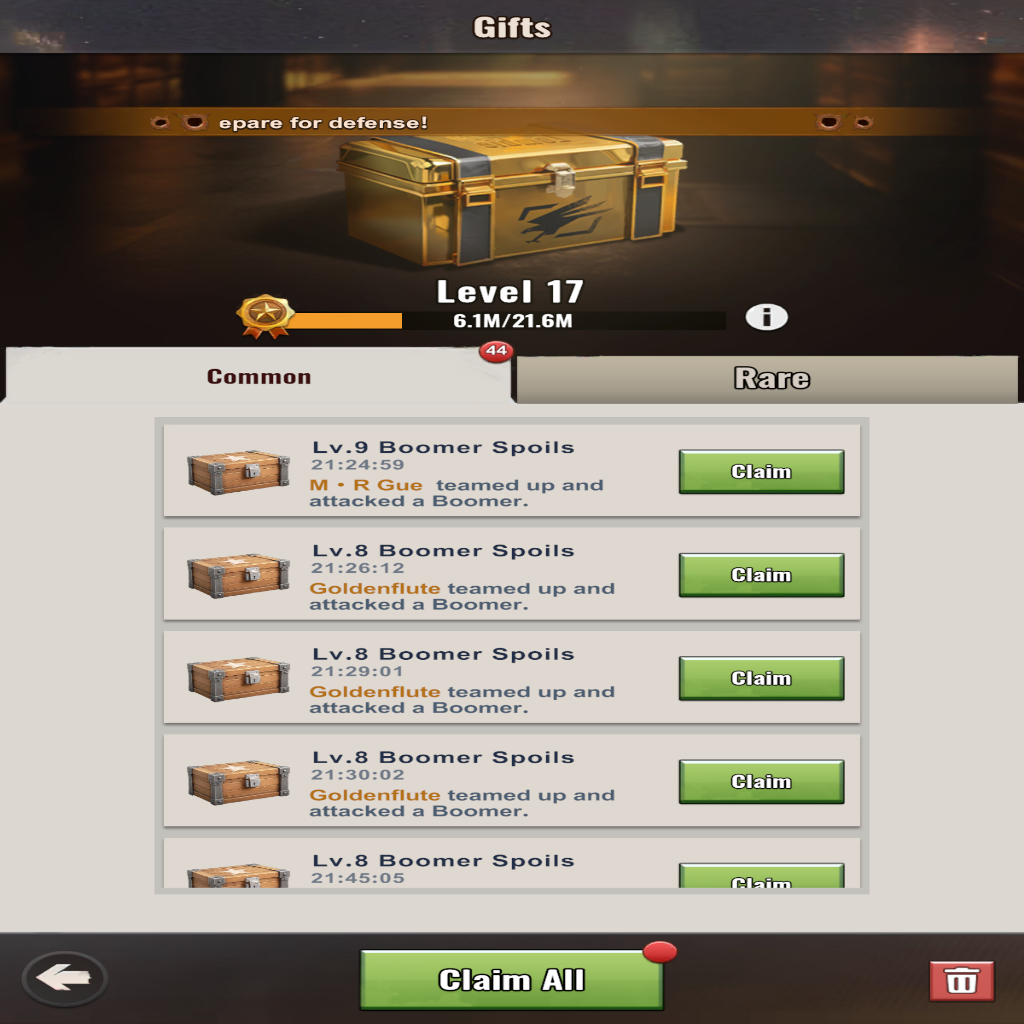 Gifts
epare for defense!
Level 17
6.1M/21.6M
44
Common
Rare
Lv.9 Boomer Spoils
21:24:59
M • R Gue teamed up and
attacked a Boomer.
Claim
Lv.8 Boomer Spoils
21:26:12
Goldenflute teamed up and
attacked a Boomer.
Claim
Lv.8 Boomer Spoils
21:29:01
Goldenflute teamed up and
attacked a Boomer.
Claim
Lv.8 Boomer Spoils
21:30:02
Goldenflute teamed up and
attacked a Boomer.
Claim
Lv.8 Boomer Spoils
21:45:05
Claim
Claim All